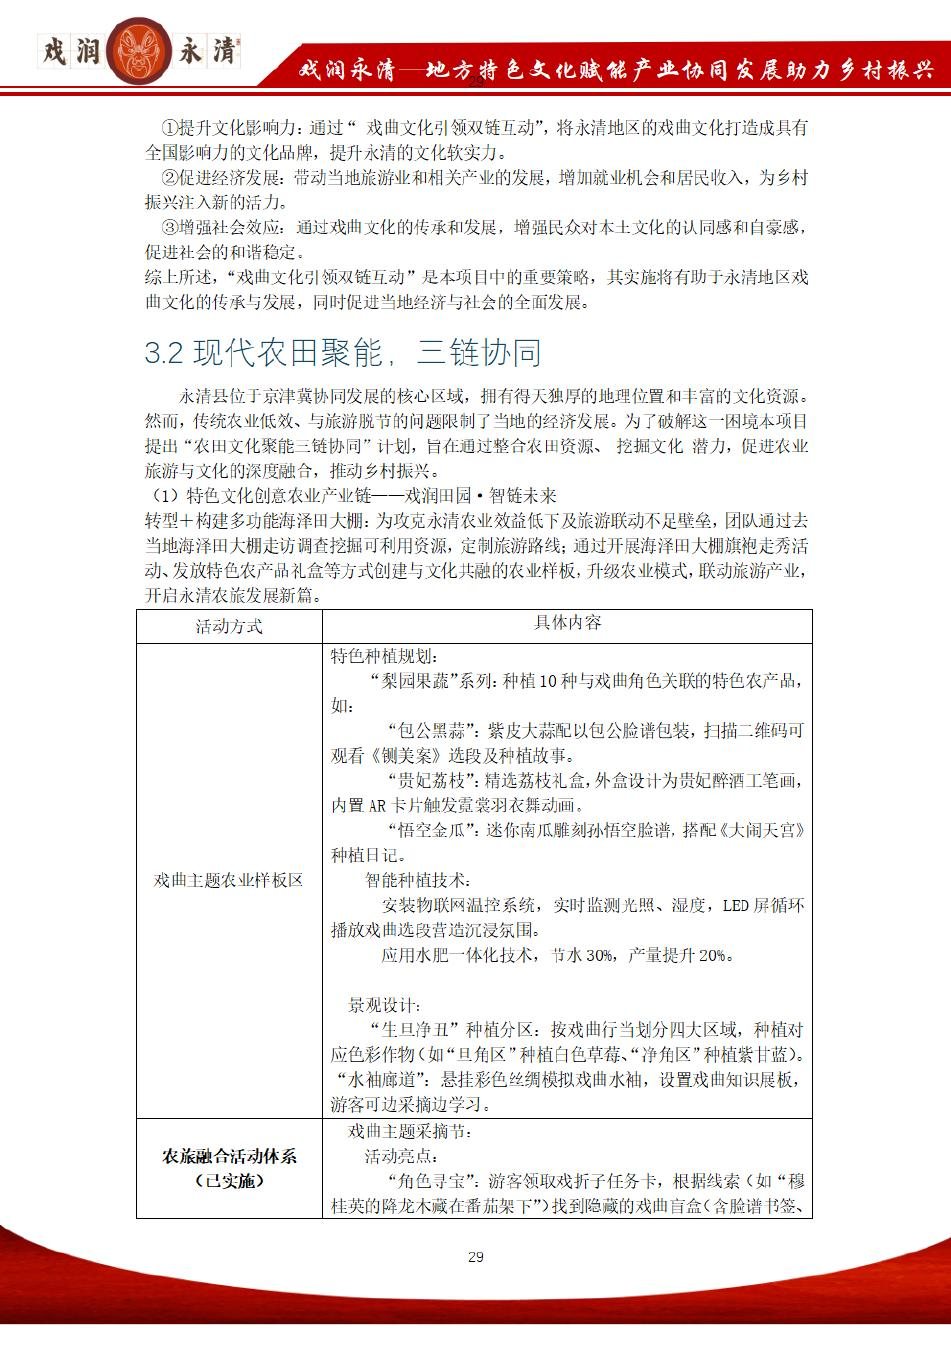 戏润永清
戏润永清—地方特色文化赋能产业协同发展助力乡村振兴
①提升文化影响力：通过“ 戏曲文化引领双链互动”，将永清地区的戏曲文化打造成具有
全国影响力的文化品牌，提升永清的文化软实力。
②促进经济发展：带动当地旅游业和相关产业的发展，增加就业机会和居民收入，为乡村
振兴注入新的活力。
③增强社会效应：通过戏曲文化的传承和发展，增强民众对本土文化的认同感和自豪感，
促进社会的和谐稳定。
综上所述，“戏曲文化引领双链互动”是本项目中的重要策略，其实施将有助于永清地区戏
曲文化的传承与发展，同时促进当地经济与社会的全面发展。
3.2 现代农田聚能，三链协同
永清县位于京津冀协同发展的核心区域，拥有得天独厚的地理位置和丰富的文化资源。
然而，传统农业低效、与旅游脱节的问题限制了当地的经济发展。为了破解这一困境本项目
提出“农田文化聚能三链协同”计划，旨在通过整合农田资源、 挖掘文化 潜力，促进农业
旅游与文化的深度融合，推动乡村振兴。
（1）特色文化创意农业产业链——戏润田园·智链未来
转型＋构建多功能海泽田大棚：为攻克永清农业效益低下及旅游联动不足壁垒，团队通过去
当地海泽田大棚走访调查挖掘可利用资源，定制旅游路线；通过开展海泽田大棚旗袍走秀活
动、发放特色农产品礼盒等方式创建与文化共融的农业样板，升级农业模式，联动旅游产业，
开启永清农旅发展新篇。
活动方式
具体内容
戏曲主题农业样板区
特色种植规划：
“梨园果蔬”系列：种植 10 种与戏曲角色关联的特色农产品，
如：
“包公黑蒜”：紫皮大蒜配以包公脸谱包装，扫描二维码可
观看《铡美案》选段及种植故事。
“贵妃荔枝”：精选荔枝礼盒，外盒设计为贵妃醉酒工笔画，
内置 AR 卡片触发霓裳羽衣舞动画。
“悟空金瓜”：迷你南瓜雕刻孙悟空脸谱，搭配《大闹天宫》
种植日记。
智能种植技术：
安装物联网温控系统，实时监测光照、湿度，LED 屏循环
播放戏曲选段营造沉浸氛围。
应用水肥一体化技术，节水 30%，产量提升 20%。
景观设计：
“生旦净丑”种植分区：按戏曲行当划分四大区域，种植对
应色彩作物（如“旦角区”种植白色草莓、“净角区”种植紫甘蓝）。
“水袖廊道”：悬挂彩色丝绸模拟戏曲水袖，设置戏曲知识展板，
游客可边采摘边学习。
农旅融合活动体系
（已实施）
戏曲主题采摘节：
活动亮点：
“角色寻宝”：游客领取戏折子任务卡，根据线索（如“穆
桂英的降龙木藏在番茄架下”）找到隐藏的戏曲盲盒（含脸谱书签、
29